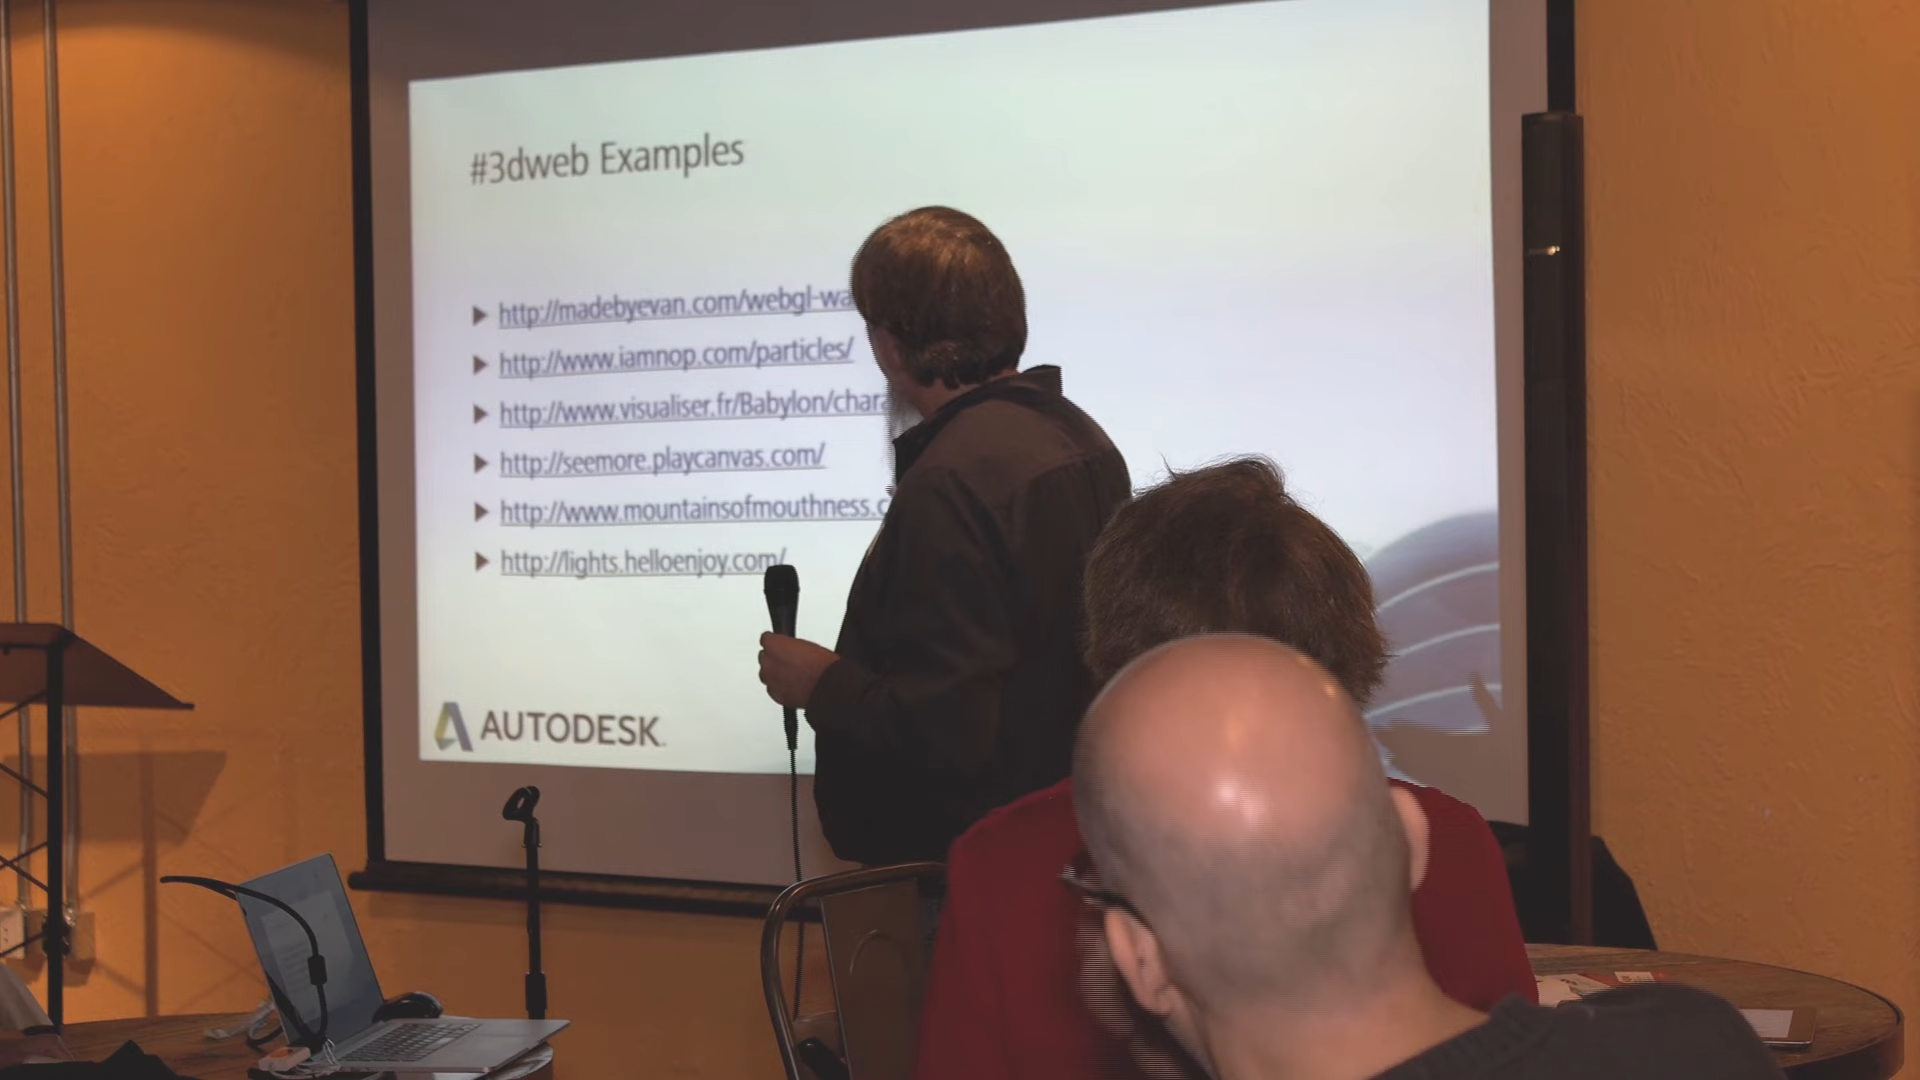 #3dweb Examples
http://madebyevan.com/webgl-wa
http://www.iamnop.com/particles/
http://www.visualiser.fr/Babylon/chara
http://seemore.playcanvas.com/
http://www.mountainsofmouthness.c
http://lights.helloenjoy.com/
AUTODESK